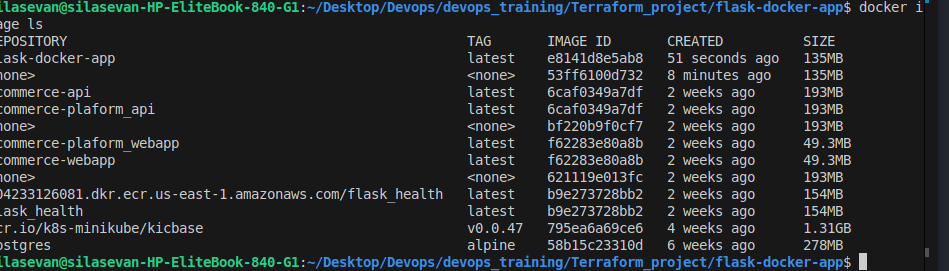 ilasevan@silasevan-HP-EliteBook-840-G1:~/Desktop/Devops/devops_training/Terraform_project/flask-docker-app$ docker i
age ls
EPOSITORY TAG IMAGE ID CREATED SIZE
lask-docker-app latest e8141d8e5ab8 51 seconds ago 135MB
none> <none> 53ff6100d732 8 minutes ago 135MB
commerce-api latest 6caf0349a7df 2 weeks ago 193MB
commerce-plaform_api latest 6caf0349a7df 2 weeks ago 193MB
none> <none> bf220b9f0cf7 2 weeks ago 193MB
commerce-plaform_webapp latest f62283e80a8b 2 weeks ago 49.3MB
commerce-webapp latest f62283e80a8b 2 weeks ago 49.3MB
none> <none> 621119e013fc 2 weeks ago 193MB
04233126081.dkr.ecr.us-east-1.amazonaws.com/flask_health latest b9e273728bb2 2 weeks ago 154MB
lask_health latest b9e273728bb2 2 weeks ago 154MB
cr.io/k8s-minikube/kicbase v0.0.47 795ea6a69ce6 4 weeks ago 1.31GB
ostgres alpine 58b15c23310d 6 weeks ago 278MB
ilasevan@silasevan-HP-EliteBook-840-G1:~/Desktop/Devops/devops_training/Terraform_project/flask-docker-app$